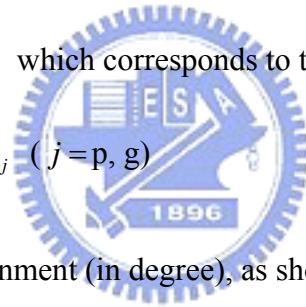 which corresponds to t
j ( j = p, g)
E S A
1896
nment (in degree), as sho